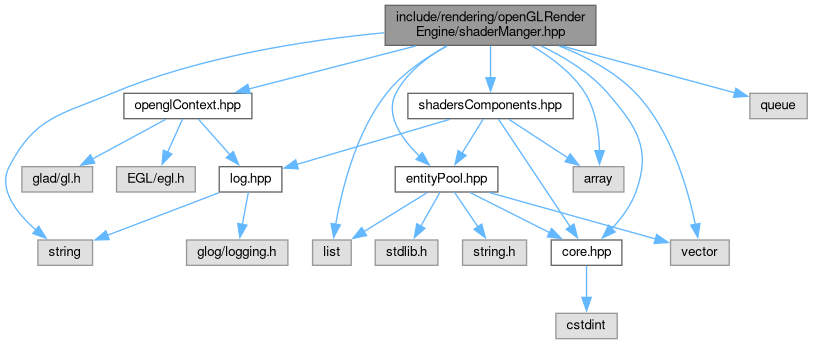 include/rendering/openGLRender
Engine/shaderManger.hpp
openglContext.hpp
shadersComponents.hpp
queue
glad/gl.h
EGL/egl.h
log.hpp
entityPool.hpp
array
string
glog/logging.h
list
stdlib.h
string.h
core.hpp
vector
cstdint